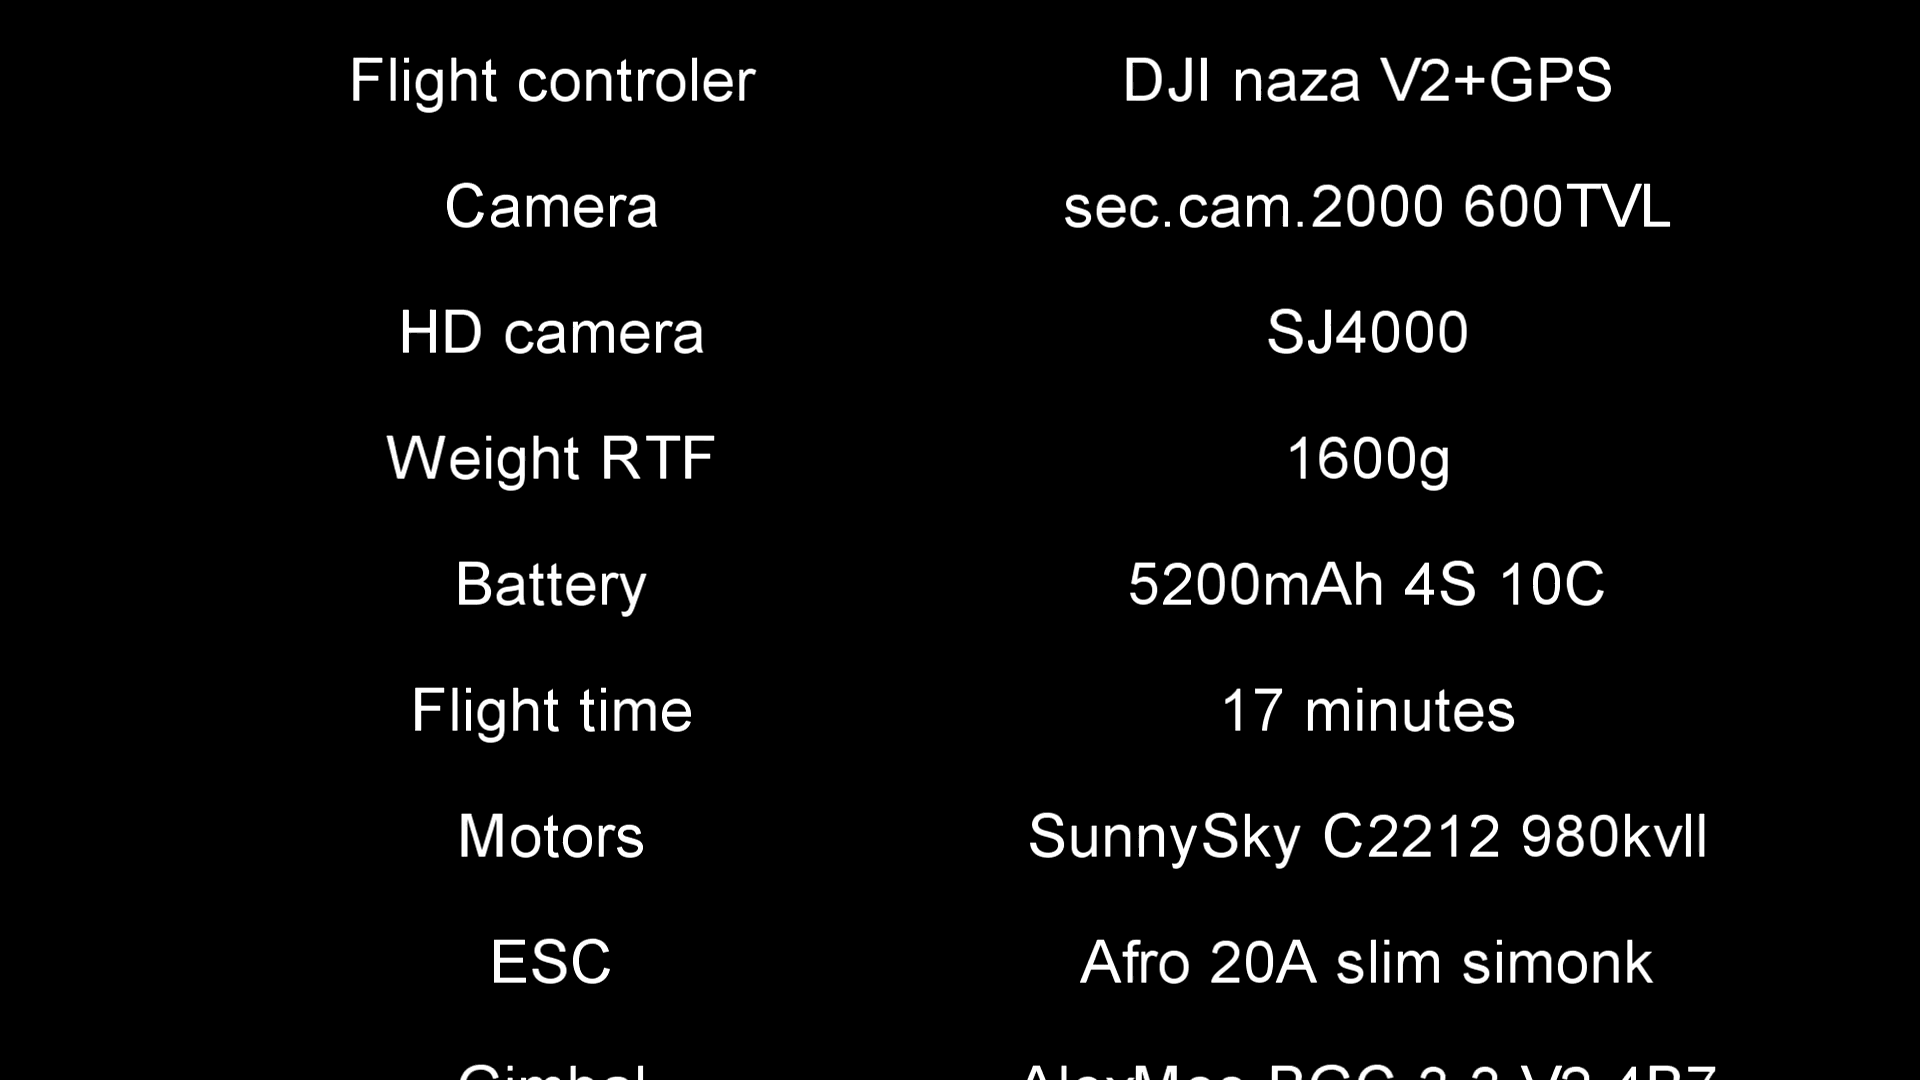 Flight controler DJI naza V2+GPS
Camera sec.cam.2000 600TVL
HD camera SJ4000
Weight RTF 1600g
Battery 5200mAh 4S 10C
Flight time 17 minutes
Motors SunnySky C2212 980kvll
ESC Afro 20A slim simonk
Gimbal